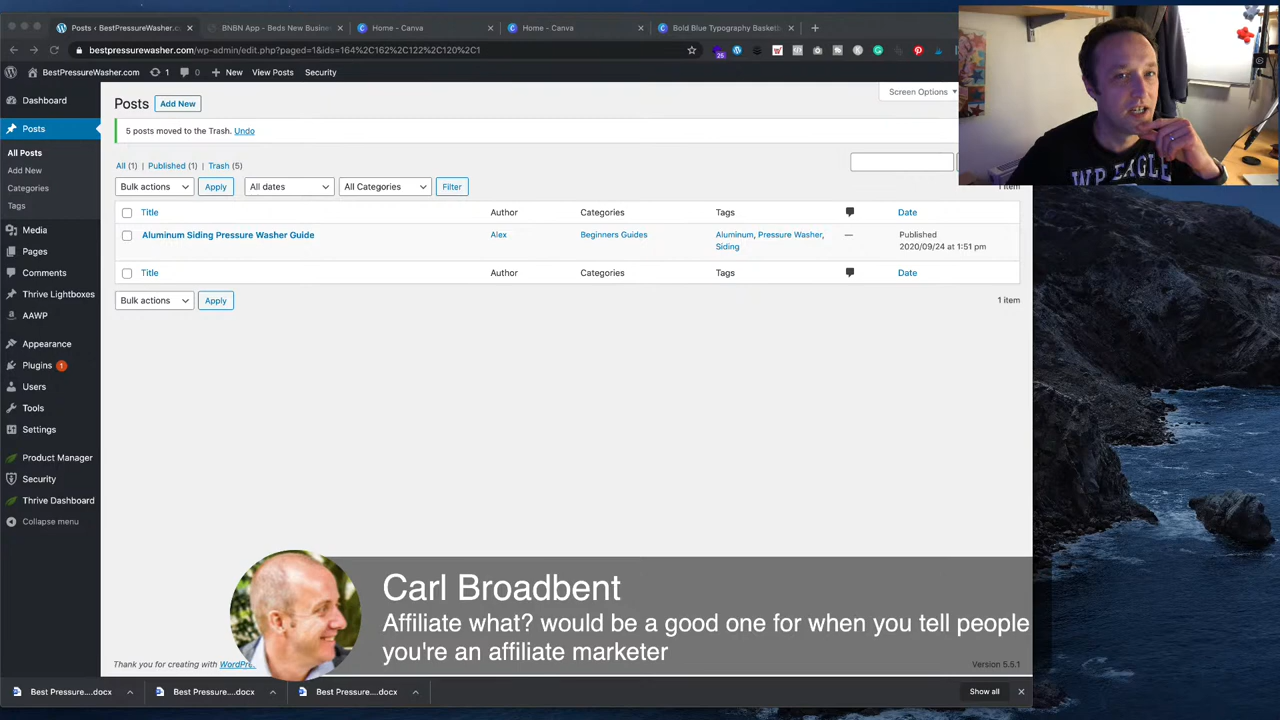 Posts ‹ BestPressureWasher.c
BNBN App - Beds New Busine
Home - Canva
Home - Canva
Bold Blue Typography Basketb
bestpressurewasher.com/wp-admin/edit.php?paged=1&ids=164%2C162%2C122%2C120%2C1
25
BestPressureWasher.com 1 0 New View Posts Security
Dashboard
Posts
All Posts
Add New
Categories
Tags
Media
Pages
Comments
Thrive Lightboxes
AAWP
Appearance
Plugins 1
Users
Tools
Settings
Product Manager
Security
Thrive Dashboard
Collapse menu
Posts Add New
Screen Options
5 posts moved to the Trash. Undo
All (1) | Published (1) | Trash (5)
Bulk actions Apply All dates All Categories Filter
1 item
Title Author Categories Tags Date
Aluminum Siding Pressure Washer Guide Alex Beginners Guides Aluminum, Pressure Washer, Published
Siding 2020/09/24 at 1:51 pm
Title Author Categories Tags Date
Bulk actions Apply 1 item
WP EAGLE
Carl Broadbent
Affiliate what? would be a good one for when you tell people
you're an affiliate marketer
Thank you for creating with WordPre
Version 5.5.1
Best Pressure....docx
Best Pressure....docx
Best Pressure....docx
Show all